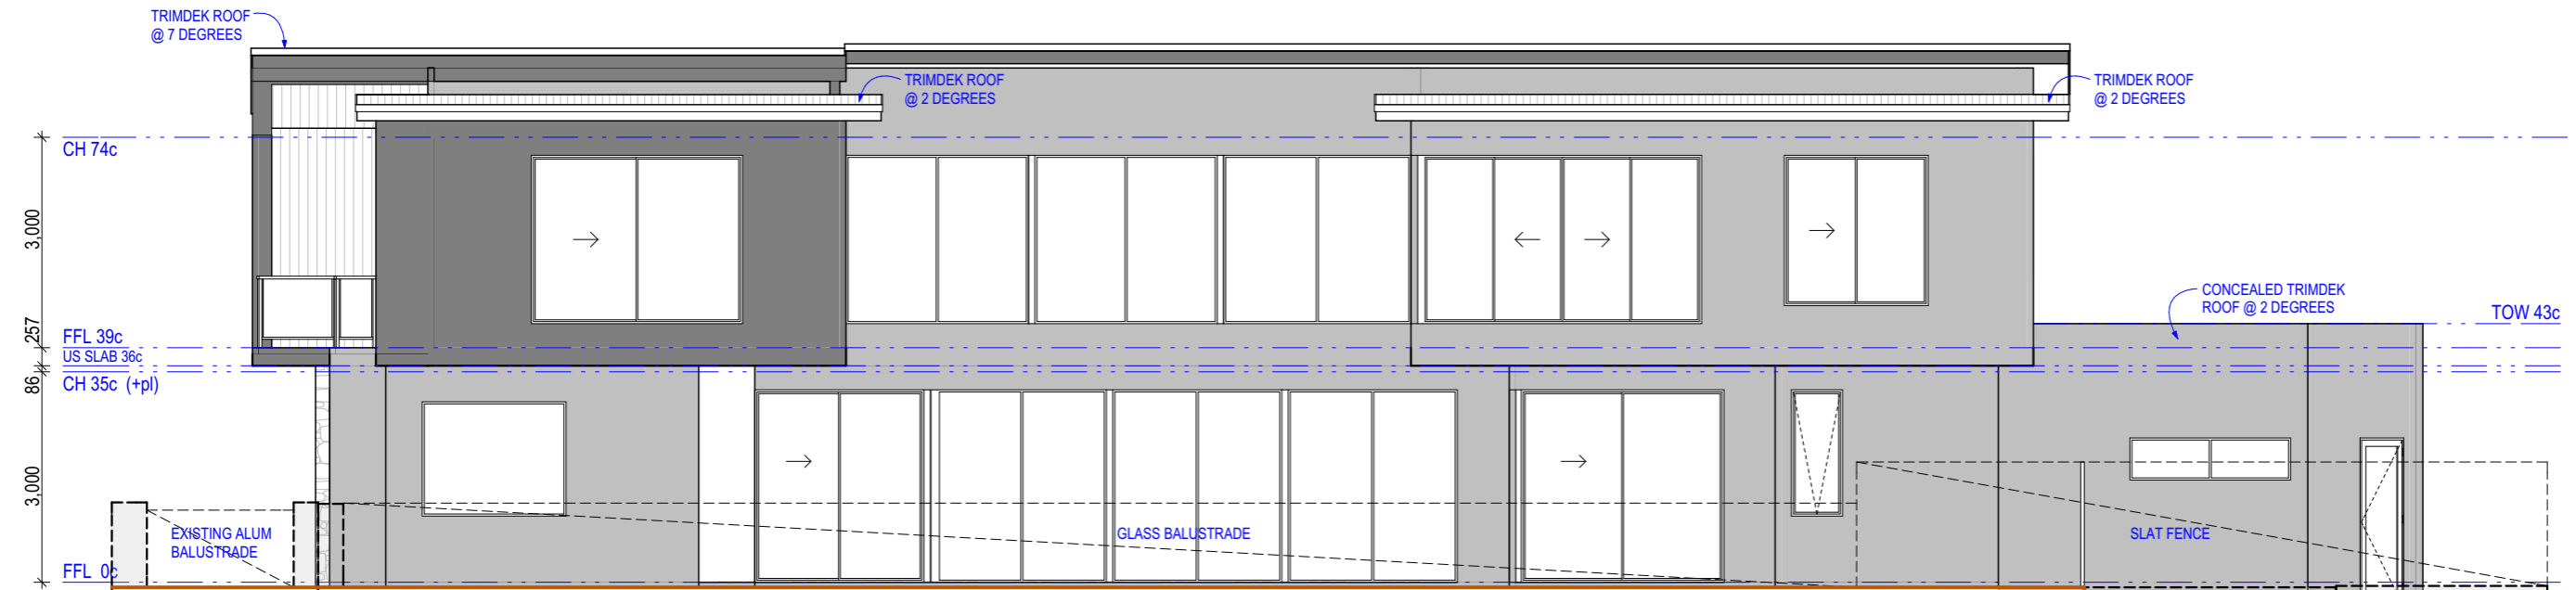 TRIMDEK ROOF
@ 7 DEGREES
TRIMDEK ROOF
@ 2 DEGREES
TRIMDEK ROOF
@ 2 DEGREES
CH 74c
3,000
CONCEALED TRIMDEK
ROOF @ 2 DEGREES
TOW 43c
257
FFL 39c
US SLAB 36c
86
CH 35c (+pl)
3,000
EXISTING ALUM
BALUSTRADE
GLASS BALUSTRADE
SLAT FENCE
FFL 0c